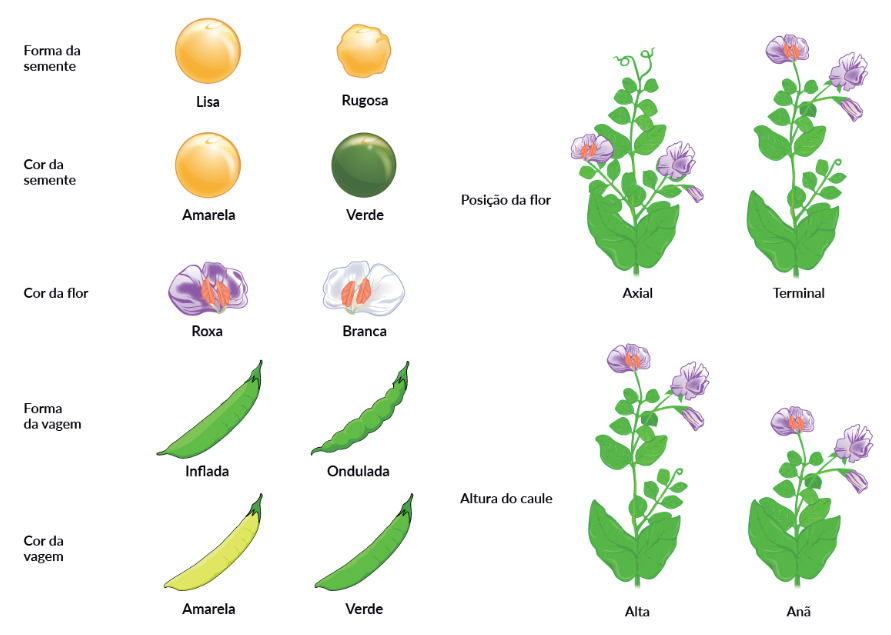 Forma da
semente
Lisa
Rugosa
Cor da
semente
Amarela
Verde
Cor da flor
Roxa
Branca
Forma
da vagem
Inflada
Ondulada
Cor da
vagem
Amarela
Verde
Posição da flor
Axial
Terminal
Altura do caule
Alta
Anã